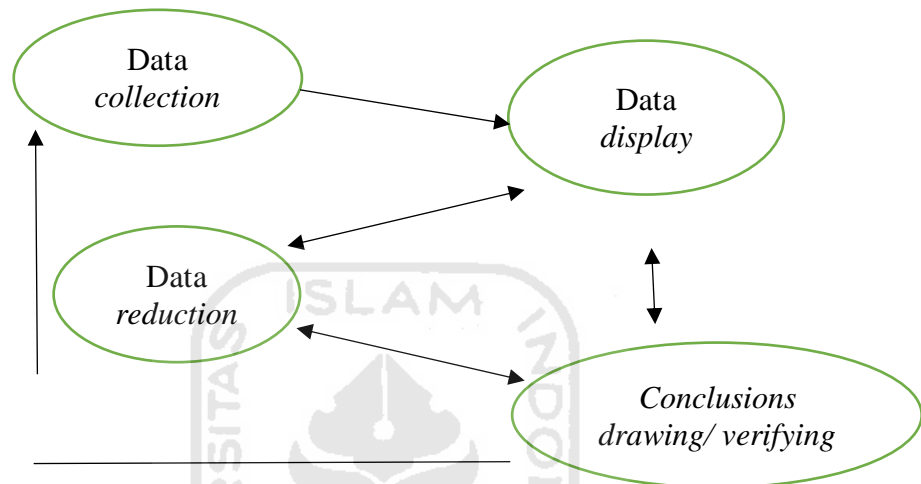 Data
collection
Data
display
Data
reduction
Conclusions
drawing/ verifying
ISLAM